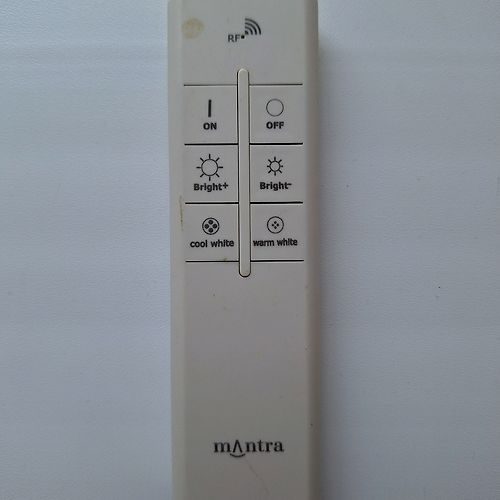 RF
ON OFF
Bright+ Bright-
cool white warm white
mantra